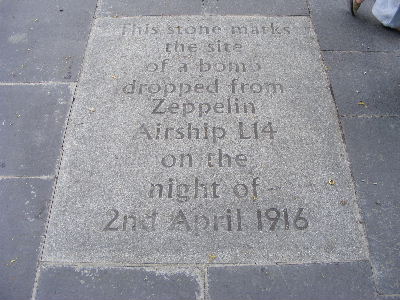 This stone marks
the site
of a bomb
dropped from
Zeppelin
Airship L14
on the
night of
2nd April 1916